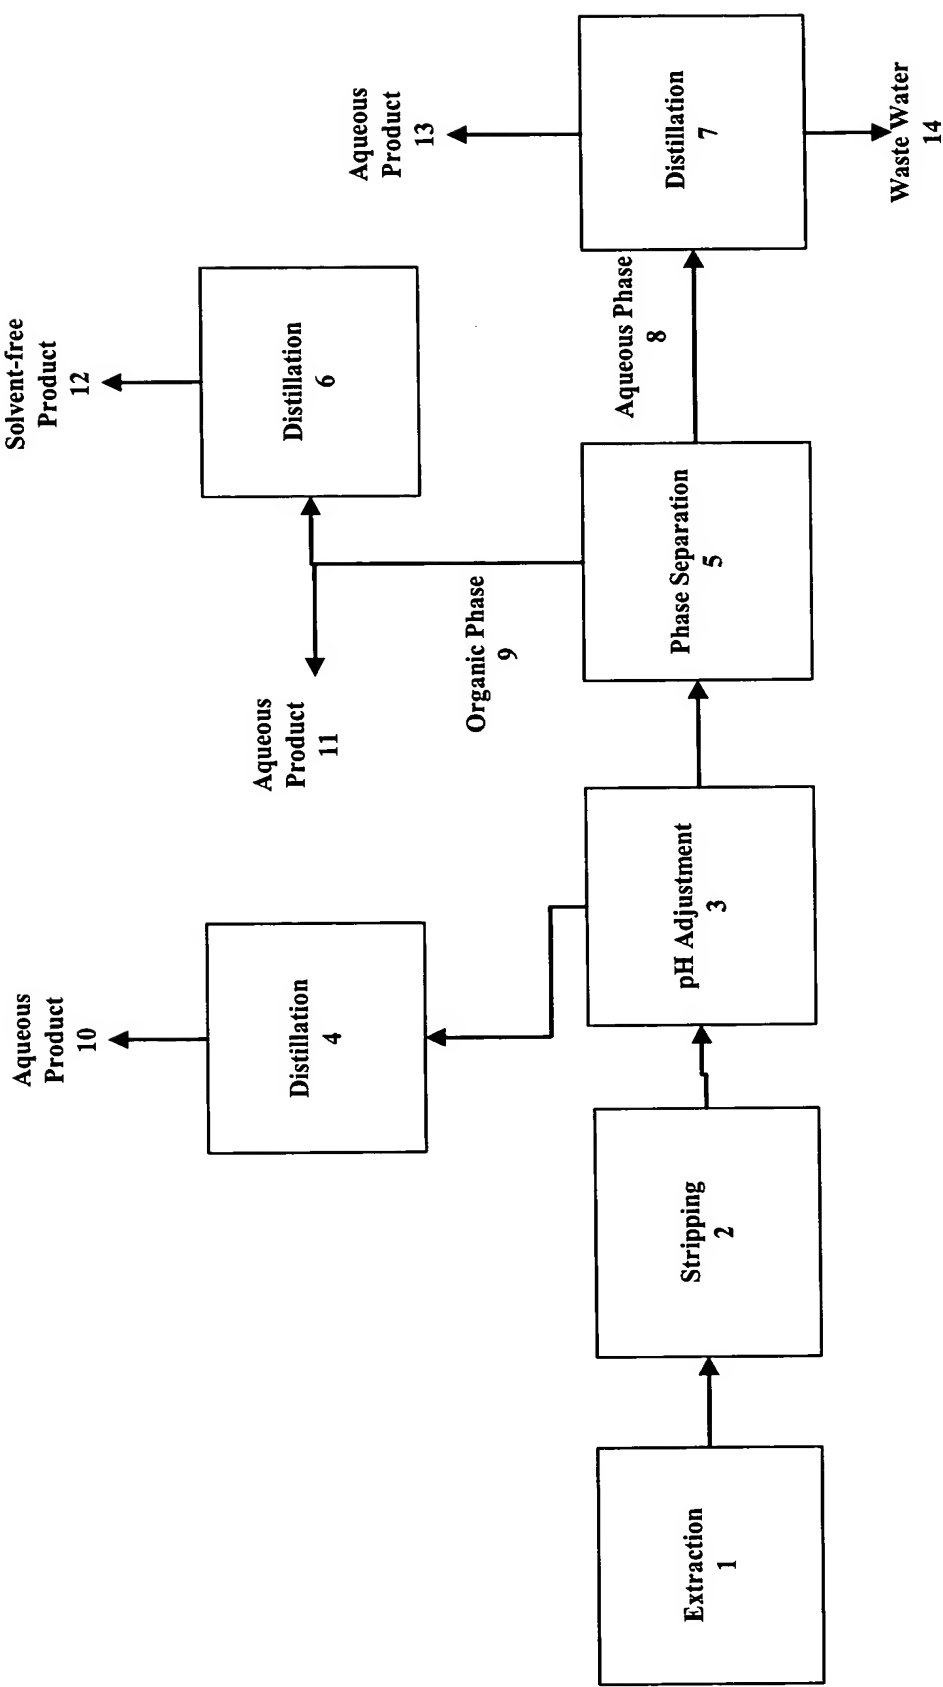 Aqueous
Product
10
Solvent-free
Product
12
Distillation
4
Aqueous
Product
11
Distillation
6
Aqueous
Product
13
Organic Phase
9
Aqueous Phase
8
Extraction
1
Stripping
2
pH Adjustment
3
Phase Separation
5
Distillation
7
Waste Water
14